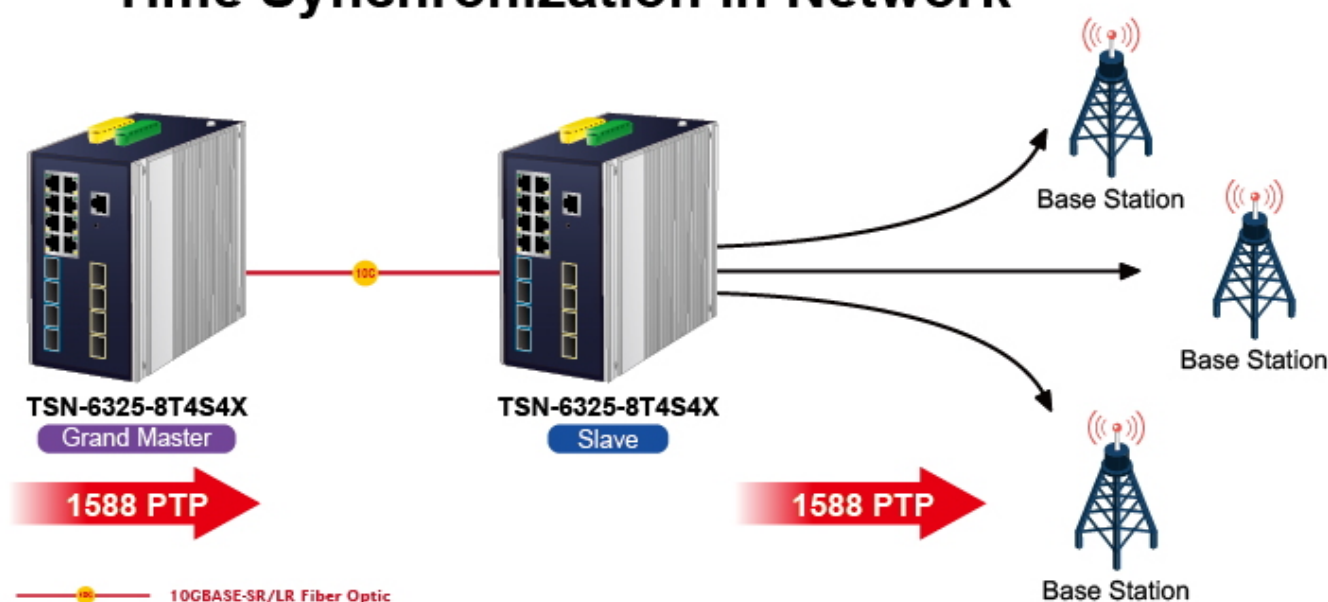 Time Synchronization in Network
Base Station
Base Station
10G
TSN-6325-8T4S4X
Grand Master
TSN-6325-8T4S4X
Slave
1588 PTP
1588 PTP
Base Station
10G
10GBASE-SR/LR Fiber Optic